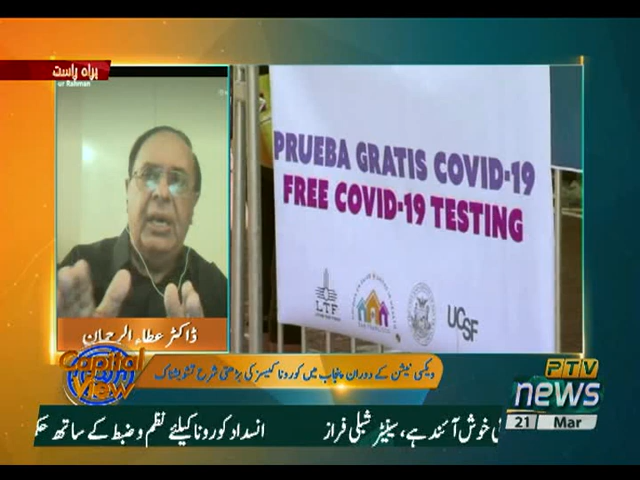 براہ راست
ur Rahman
PRUEBA GRATIS COVID-19
FREE COVID-19 TESTING
LTF
UCSF
ڈاکٹر عطاء الرحمان
Capital View
ویکسی نیشن کے دوران پنجاب میں کورونا کیسز کی بڑھتی شرح تشویشناک
PTV
news
21 Mar
ی خوش آئند ہے، سینیٹر شبلی فراز
انسداد کورونا کیلئے نظم و ضبط کے ساتھ حک